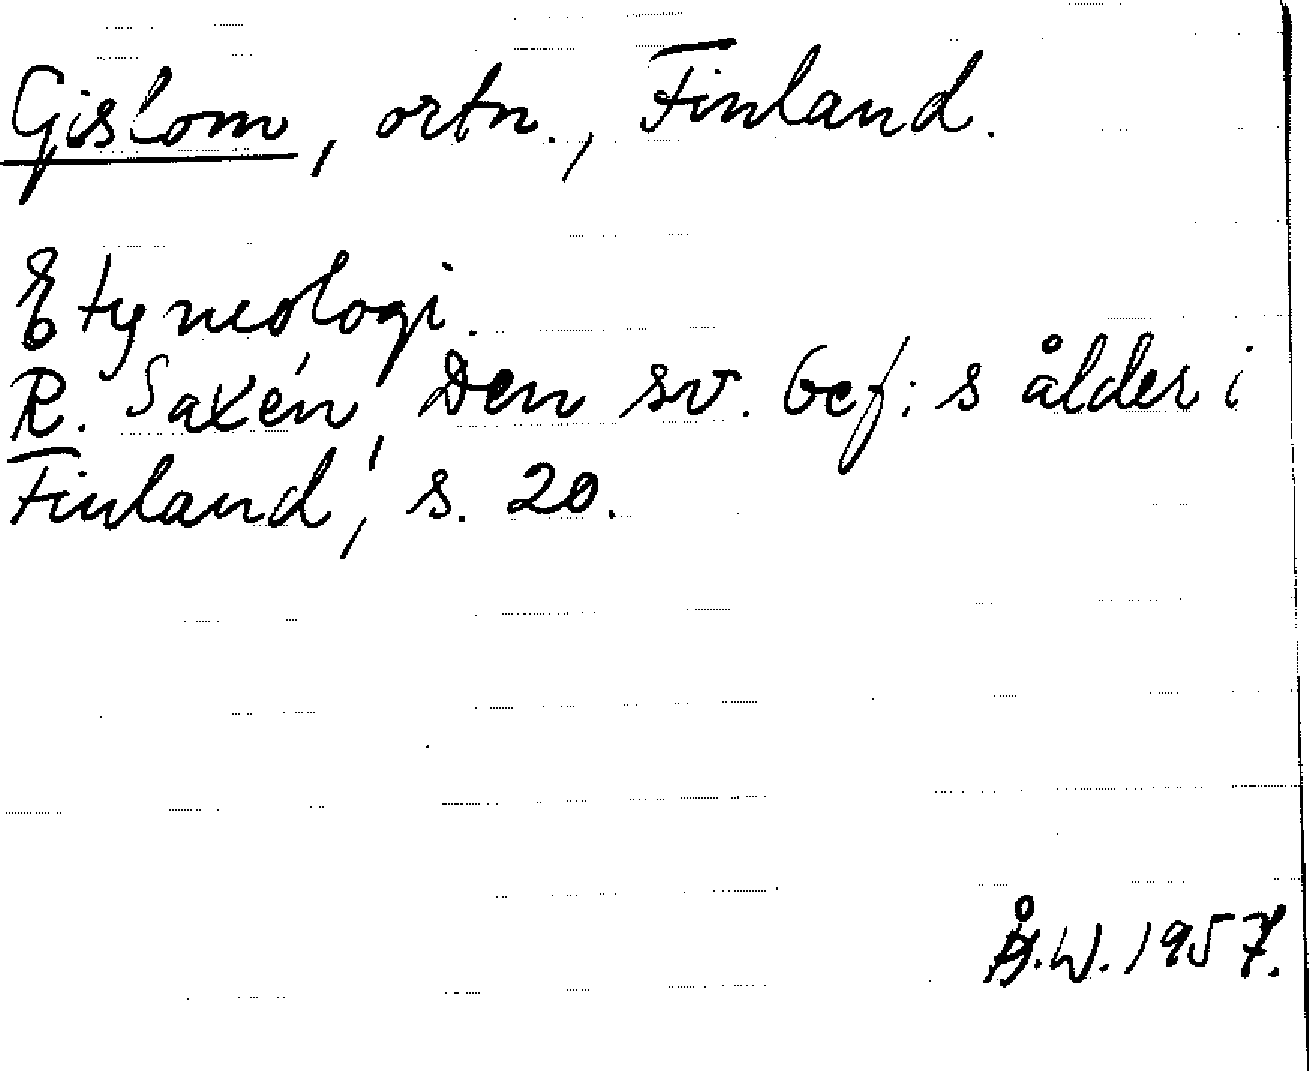 Gislom, ortn., Finland.
Etymologi.
R. Saxén, Den sv. bef:s ålder i
Finland, s. 20.
Å.W. 1957.